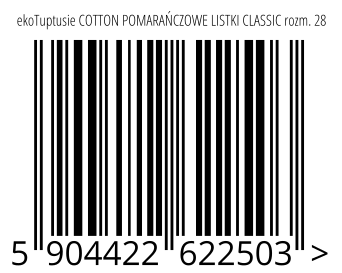 ekoTuptusie COTTON POMARAŃCZOWE LISTKI CLASSIC rozm. 28
5 904422 622503 >